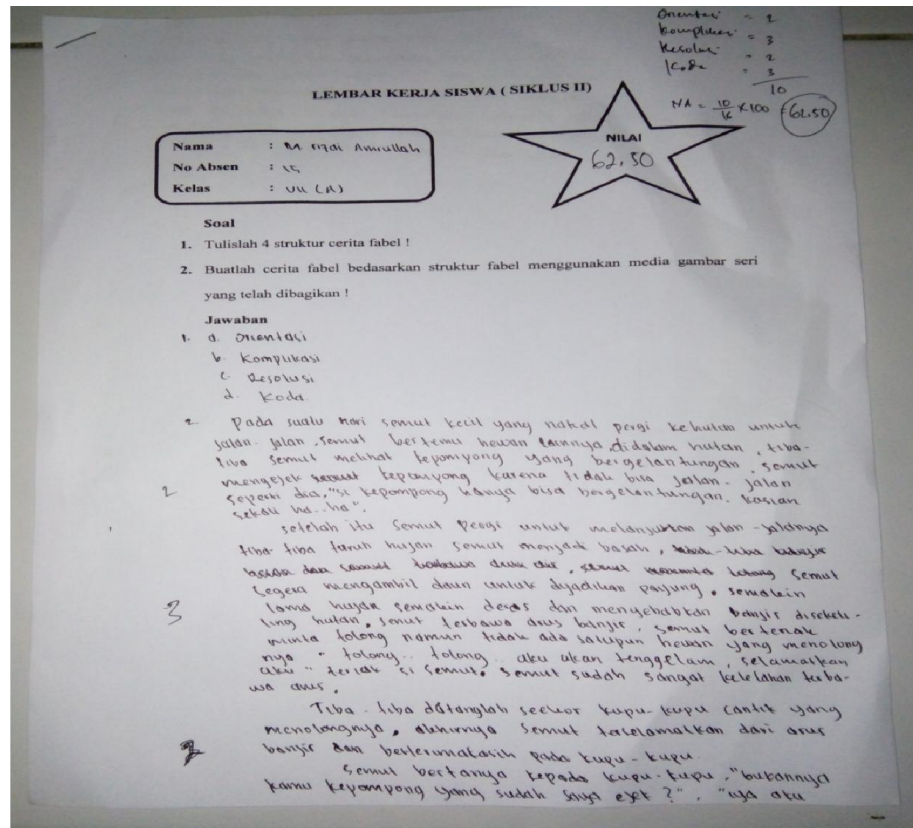 Orientasi = 2
Komplikasi = 3
Resolusi = 2
Koda = 3
10
NA = 10/16 x 100 = 62.50
LEMBAR KERJA SISWA ( SIKLUS II)
NILAI
62.50
Nama : M. rizai Amrullah
No Absen : 15
Kelas : VII (A)
Soal
1. Tulislah 4 struktur cerita fabel !
2. Buatlah cerita fabel bedasarkan struktur fabel menggunakan media gambar seri
yang telah dibagikan !
Jawaban
1. a. Orientasi
b. Komplikasi
c. Resolusi
d. Koda
2. Pada suatu hari semut kecil yang nakal pergi kehutan untuk
jalan-jalan, semut bertemu hewan lainnya didalam hutan, tiba-
tiba semut melihat kepompong yang bergelantungan, semut
mengejek kepompong karena tidak bisa jalan-jalan
2 seperti dia, "si kepompong hanya bisa bergelantungan. kasian
sekali ha..ha".
setelah itu semut pergi untuk melanjutkan jalan-jalannya
tiba-tiba turuh hujan semut menjadi basah,
semut
segera mengambil daun untuk dijadikan payung, semakin
3 lama hujan semakin deras dan menyebabkan banjir disekeli-
ling hutan, semut terbawa arus banjir, semut berteriak
minta tolong namun tidak ada satupun hewan yang menolong
nya "tolong.. tolong.. aku akan tenggelam, selamatkan
aku" teriak si semut. semut sudah sangat kelelahan terba-
wa arus.
Tiba-tiba datanglah seekor kupu-kupu cantik yang
menolongnya, akhirnya semut terselamatkan dari arus
2 banjir dan berterimakasih pada kupu-kupu.
Semut bertanya kepada kupu-kupu, "bukannya
kamu kepompong yang sudah saya ejek ?". "iya aku